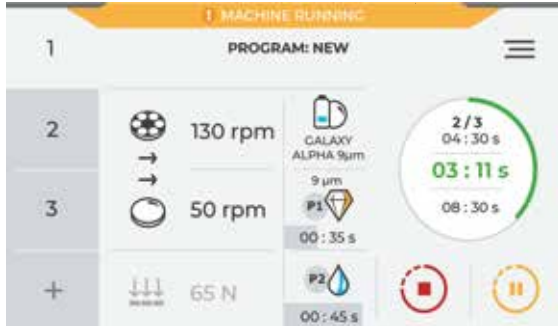 MACHINE RUNNING
1
PROGRAM: NEW
2
130 rpm
GALAXY
ALPHA 9µm
2/3
04:30 s
03:11 s
08:30 s
3
50 rpm
9 µm
P1
00:35 s
+
65 N
P2
00:45 s